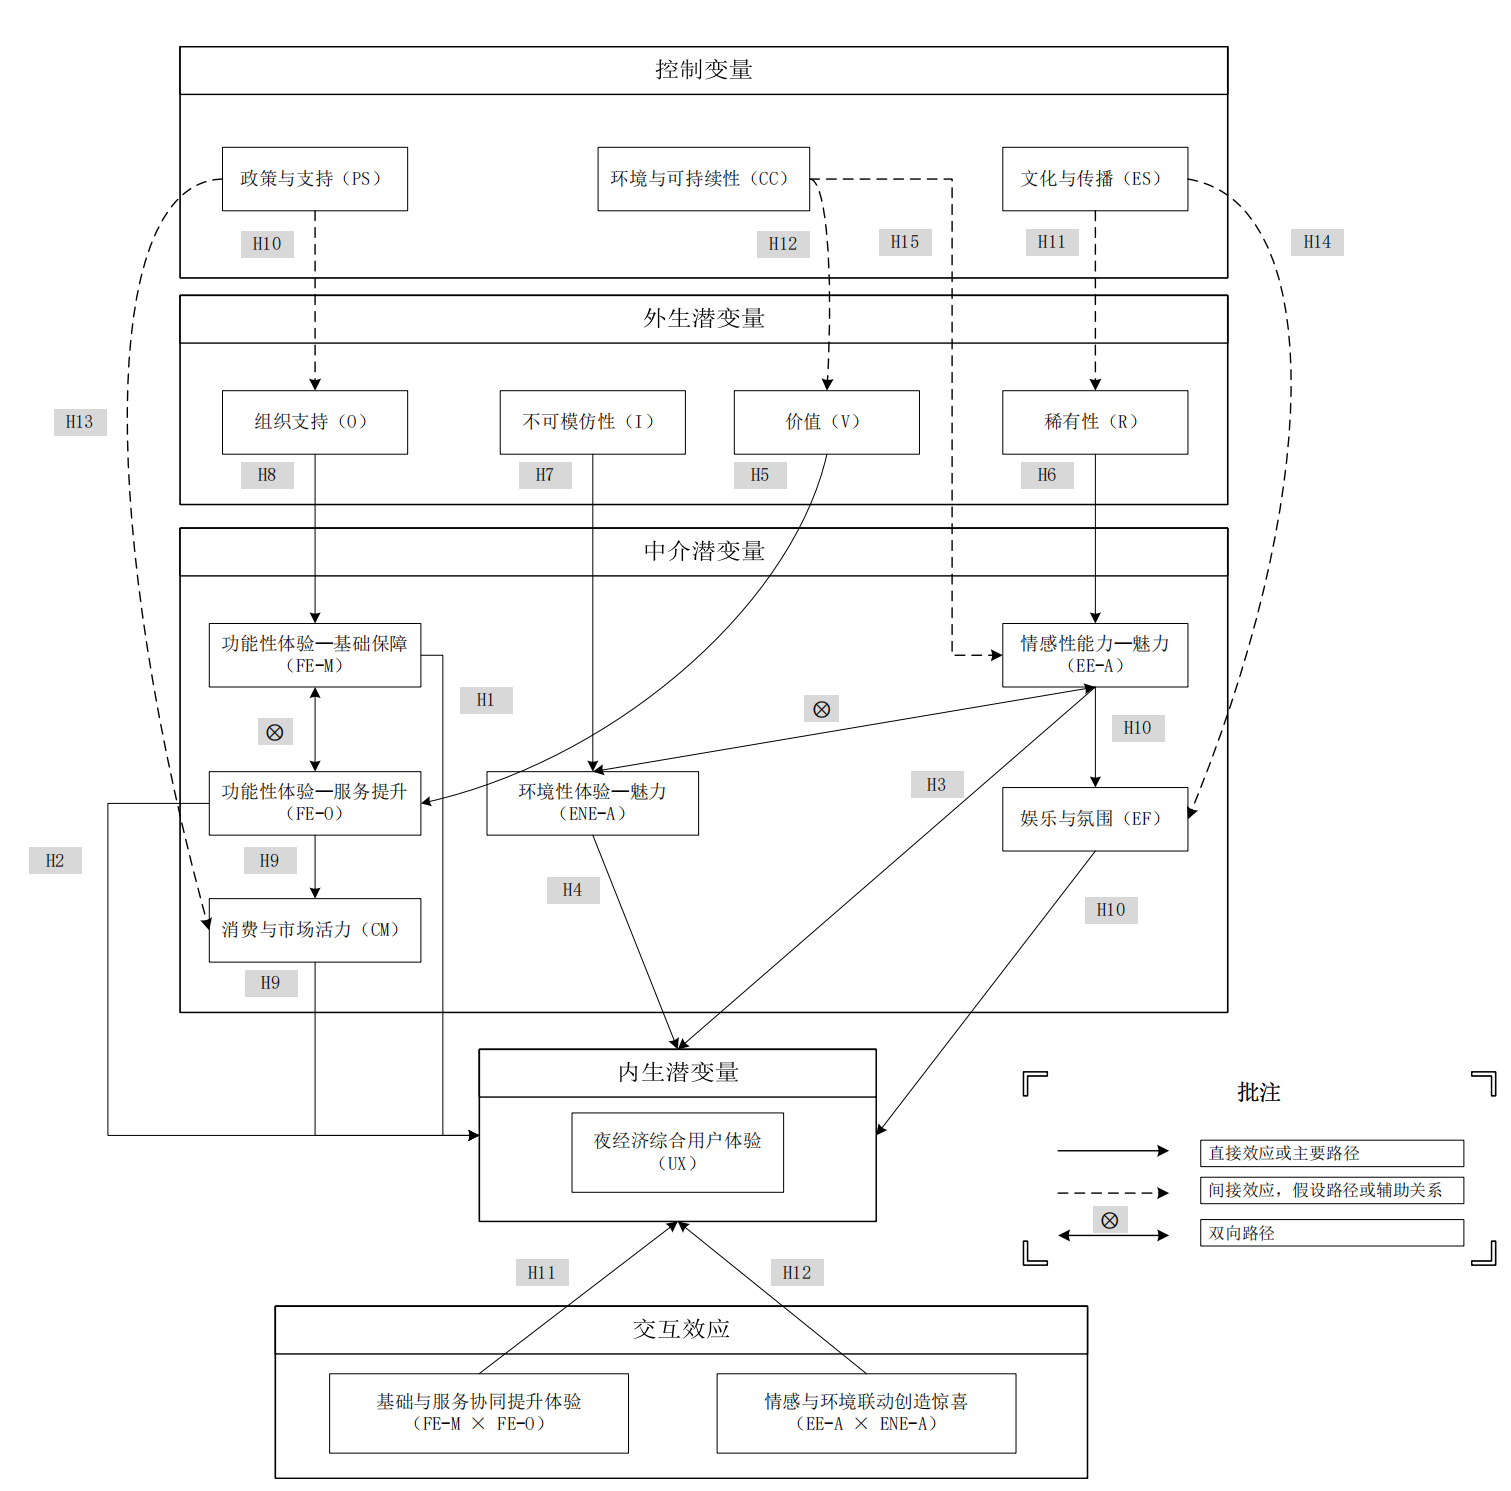 控制变量
政策与支持（PS）
环境与可持续性（CC）
文化与传播（ES）
H10
H12
H15
H11
H14
外生潜变量
组织支持（O）
不可模仿性（I）
价值（V）
稀有性（R）
H13
H8
H7
H5
H6
中介潜变量
功能性体验—基础保障
（FE-M）
情感性能力—魅力
（EE-A）
H1
⊗
⊗
H10
功能性体验—服务提升
（FE-O）
环境性体验—魅力
（ENE-A）
H3
娱乐与氛围（EF）
H2
H9
H4
H10
消费与市场活力（CM）
H9
内生潜变量
夜经济综合用户体验
（UX）
批注
直接效应或主要路径
间接效应，假设路径或辅助关系
⊗
双向路径
H11
H12
交互效应
基础与服务协同提升体验
（FE-M × FE-O）
情感与环境联动创造惊喜
（EE-A × ENE-A）